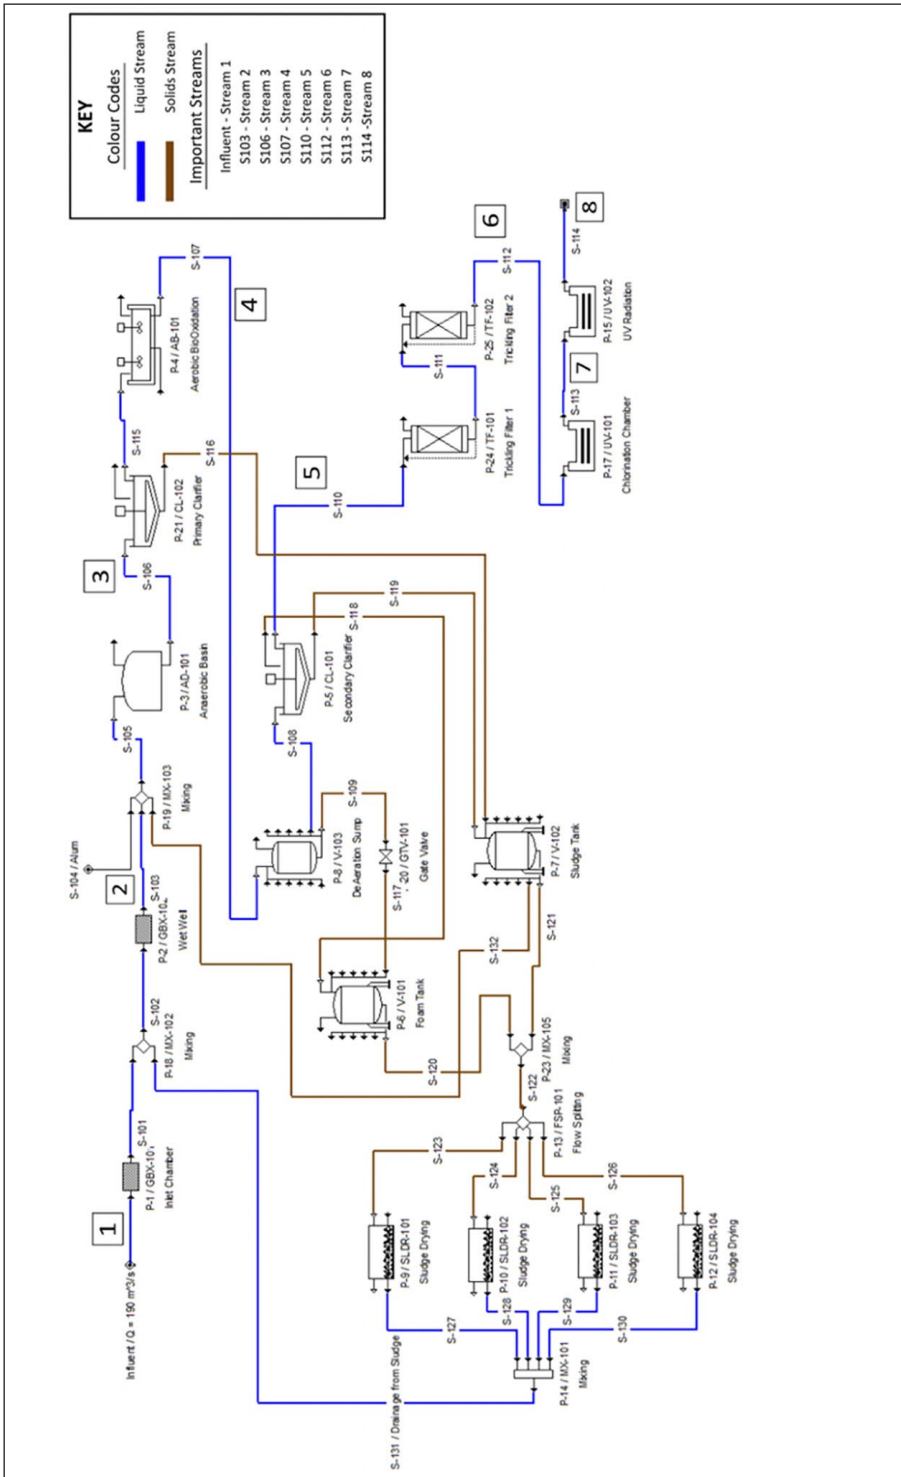 KEY
Colour Codes
Liquid Stream
Solids Stream
Important Streams
Influent - Stream 1
S103 - Stream 2
S106 - Stream 3
S107 - Stream 4
S110 - Stream 5
S112 - Stream 6
S113 - Stream 7
S114 -Stream 8
Influent / Q = 190 m^3/s
1
P-1 / GBX-101
Inlet Chamber
S-101
P-18 / MX-102
Mixing
S-102
P-2 / GBX-102
Wet Well
S-103
2
S-104 / Alum
P-19 / MX-103
Mixing
S-105
P-3 / AD-101
Anaerobic Basin
S-106
3
P-21 / CL-102
Primary Clarifier
S-115
S-116
P-4 / AB-101
Aerobic BioOxidation
S-107
4
P-8 / V-103
DeAeration Sump
S-108
S-109
20 / GTV-101
Gate Valve
S-117
P-5 / CL-101
Secondary Clarifier
S-118
S-119
S-110
5
P-24 / TF-101
Trickling Filter 1
S-111
P-25 / TF-102
Trickling Filter 2
S-112
6
P-17 / UV-101
Chlorination Chamber
S-113
7
P-15 / UV-102
UV Radiation
S-114
8
P-6 / V-101
Foam Tank
S-120
P-7 / V-102
Sludge Tank
S-132
S-121
P-23 / MX-105
Mixing
S-122
P-13 / FSP-101
Flow Splitting
S-123
S-124
S-125
S-126
P-9 / SLDR-101
Sludge Drying
P-10 / SLDR-102
Sludge Drying
P-11 / SLDR-103
Sludge Drying
P-12 / SLDR-104
Sludge Drying
S-127
S-128
S-129
S-130
P-14 / MX-101
Mixing
S-131 / Drainage from Sludge